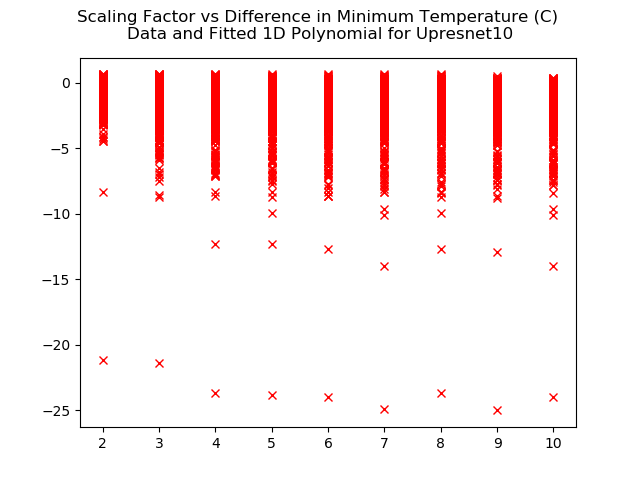 Scaling Factor vs Difference in Minimum Temperature (C)
Data and Fitted 1D Polynomial for Upresnet10
0
−5
−10
−15
−20
−25
2 3 4 5 6 7 8 9 10